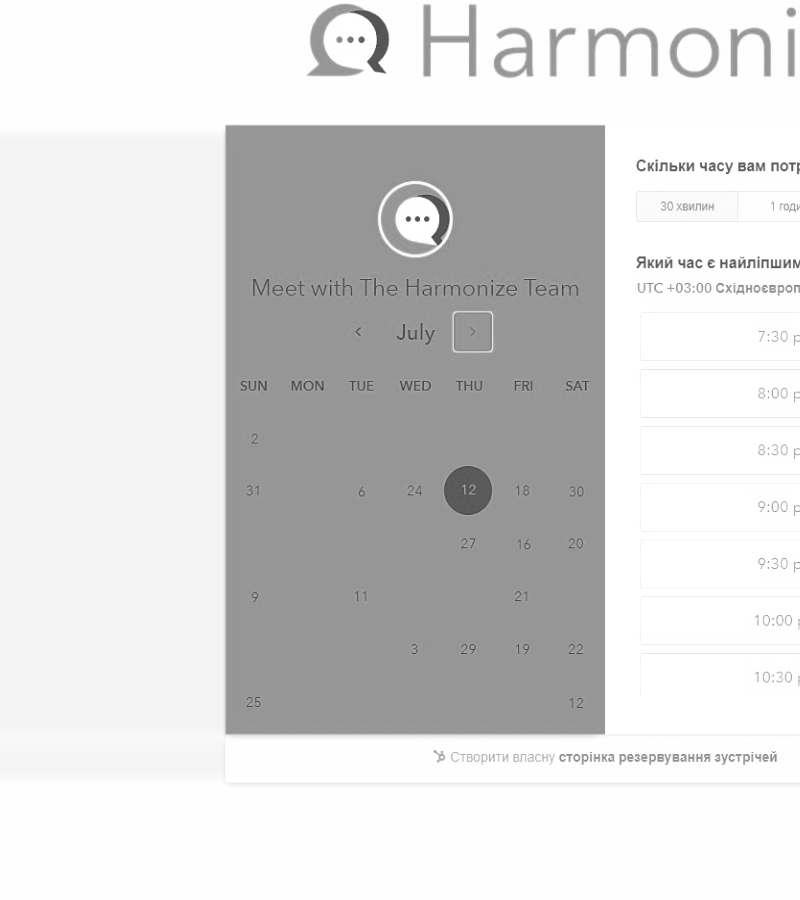 Harmoni
Meet with The Harmonize Team
July
SUN MON TUE WED THU FRI SAT
2
31 6 24 12 18 30
27 16 20
9 11 21
3 29 19 22
25 12
Скільки часу вам потр
30 хвилин 1 годи
Який час є найліпшим
UTC +03:00 Східноєвроп
7:30 p
8:00 p
8:30 p
9:00 p
9:30 p
10:00 p
10:30 p
Створити власну сторінка резервування зустрічей